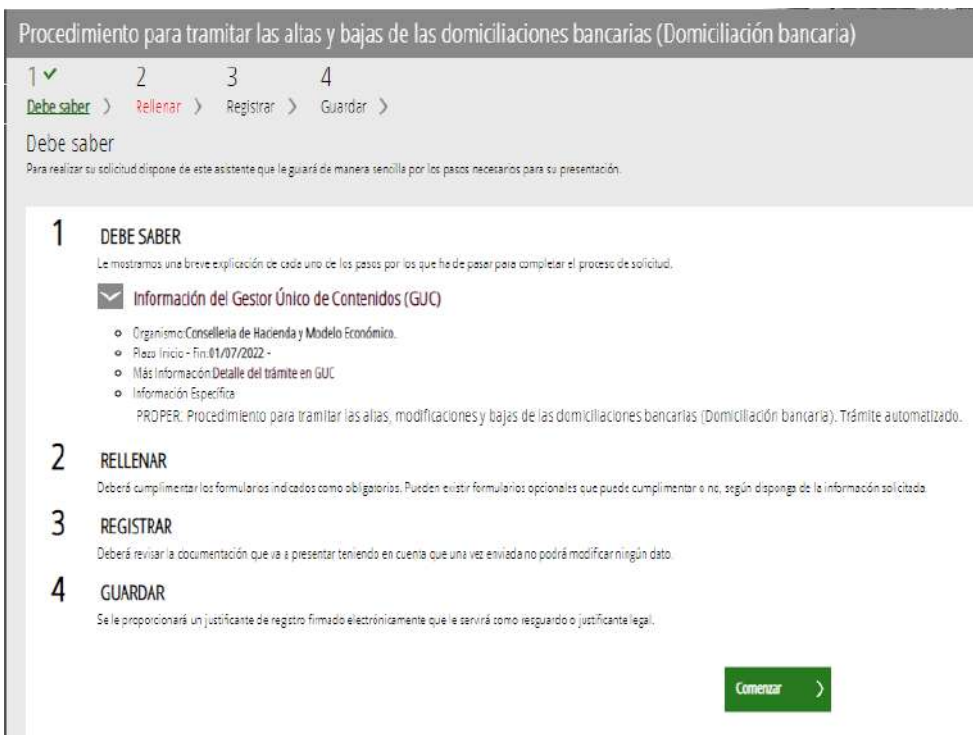 Procedimiento para tramitar las altas y bajas de las domiciliaciones bancarias (Domiciliación bancaria)
1 2 3 4
Debe saber > Rellenar > Registrar > Guardar >
Debe saber
Para realizar su solicitud dispone de este asistente que le guiará de manera sencilla por los pasos necesarios para su presentación.
1 DEBE SABER
Le mostramos una breve explicación de cada uno de los pasos por los que ha de pasar para completar el proceso de solicitud.
Información del Gestor Único de Contenidos (GUC)
Organismo:Conselleria de Hacienda y Modelo Económico.
Plazo Inicio - Fin:01/07/2022 -
Más Información:Detalle del trámite en GUC
Información Específica
PROPER: Procedimiento para tramitar las altas, modificaciones y bajas de las domiciliaciones bancarias (Domiciliación bancaria). Trámite automatizado.
2 RELLENAR
Deberá cumplimentar los formularios indicados como obligatorios. Pueden existir formularios opcionales que puede cumplimentar o no, según disponga de la información solicitada.
3 REGISTRAR
Deberá revisar la documentación que va a presentar teniendo en cuenta que una vez enviada no podrá modificar ningún dato.
4 GUARDAR
Se le proporcionará un justificante de registro firmado electrónicamente que le servirá como resguardo o justificante legal.
Comenzar >